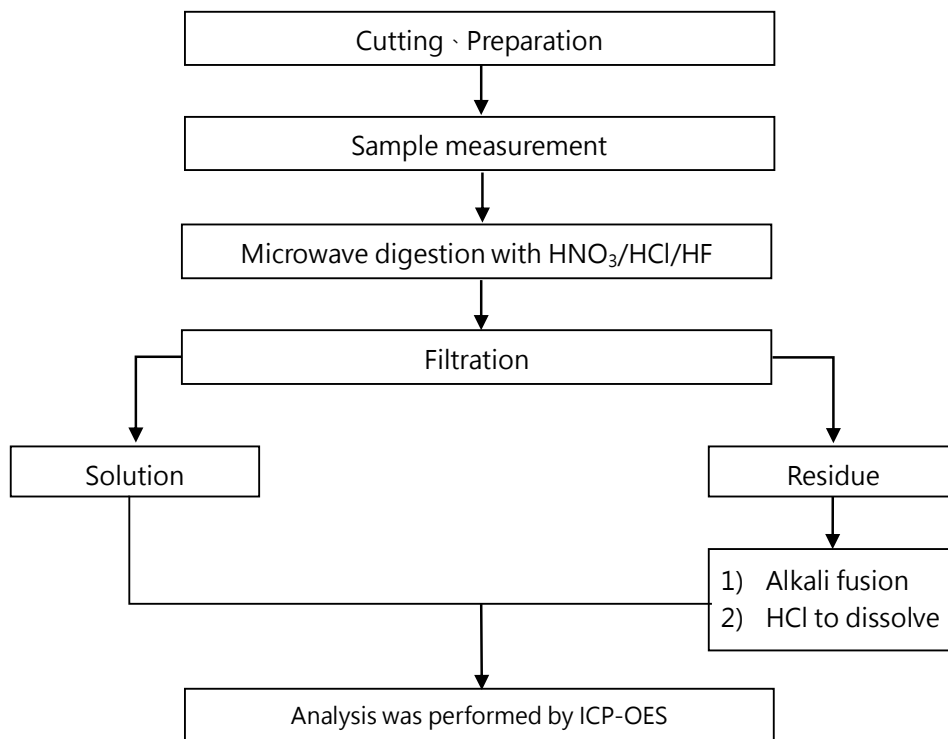 Cutting、Preparation
Sample measurement
Microwave digestion with HNO₃/HCl/HF
Filtration
Solution
Residue
1) Alkali fusion
2) HCl to dissolve
Analysis was performed by ICP-OES